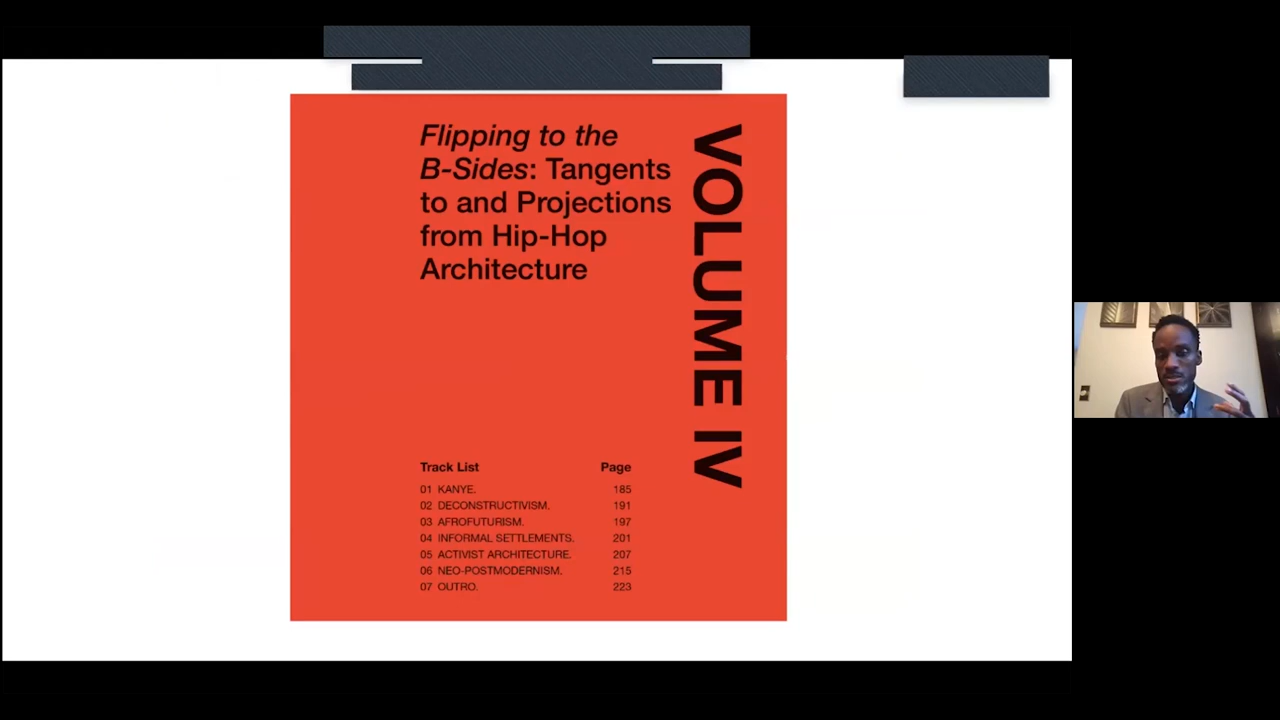 Flipping to the
B-Sides: Tangents
to and Projections
from Hip-Hop
Architecture
VOLUME IV
Track List Page
01 KANYE. 185
02 DECONSTRUCTIVISM. 191
03 AFROFUTURISM. 197
04 INFORMAL SETTLEMENTS. 201
05 ACTIVIST ARCHITECTURE. 207
06 NEO-POSTMODERNISM. 215
07 OUTRO. 223